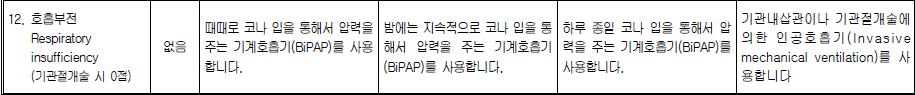 12. 호흡부전
Respiratory
insufficiency
(기관절개술 시 0점)
없음
때때로 코나 입을 통해서 압력을
주는 기계호흡기(BiPAP)를 사용
합니다.
밤에는 지속적으로 코나 입을 통
해서 압력을 주는 기계호흡기
(BiPAP)를 사용합니다.
하루 종일 코나 입을 통해서 압
력을 주는 기계호흡기(BiPAP)를
사용합니다.
기관내삽관이나 기관절개술에
의한 인공호흡기(Invasive
mechanical ventilation)를 사
용합니다